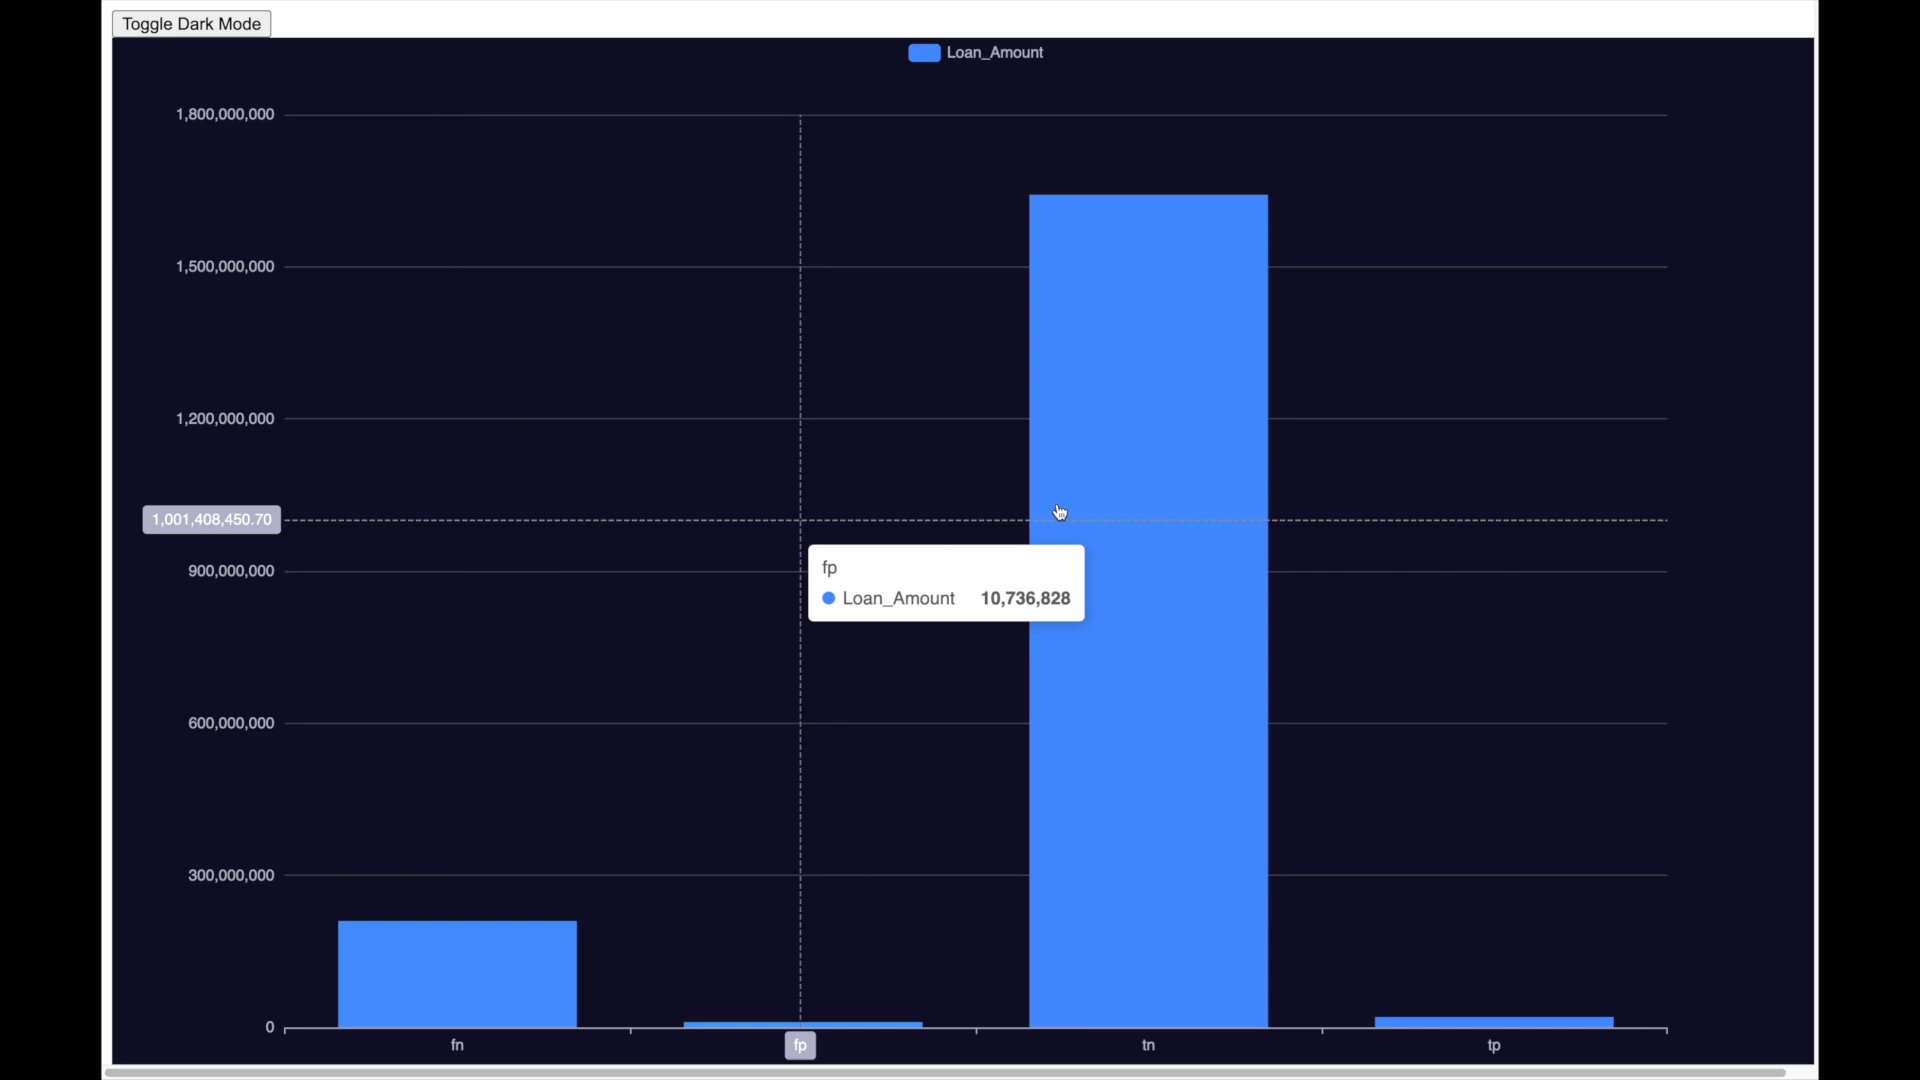 Toggle Dark Mode
Loan_Amount
1,800,000,000
1,500,000,000
1,200,000,000
1,001,408,450.70
900,000,000
fp
Loan_Amount 10,736,828
600,000,000
300,000,000
0
fn fp tn tp